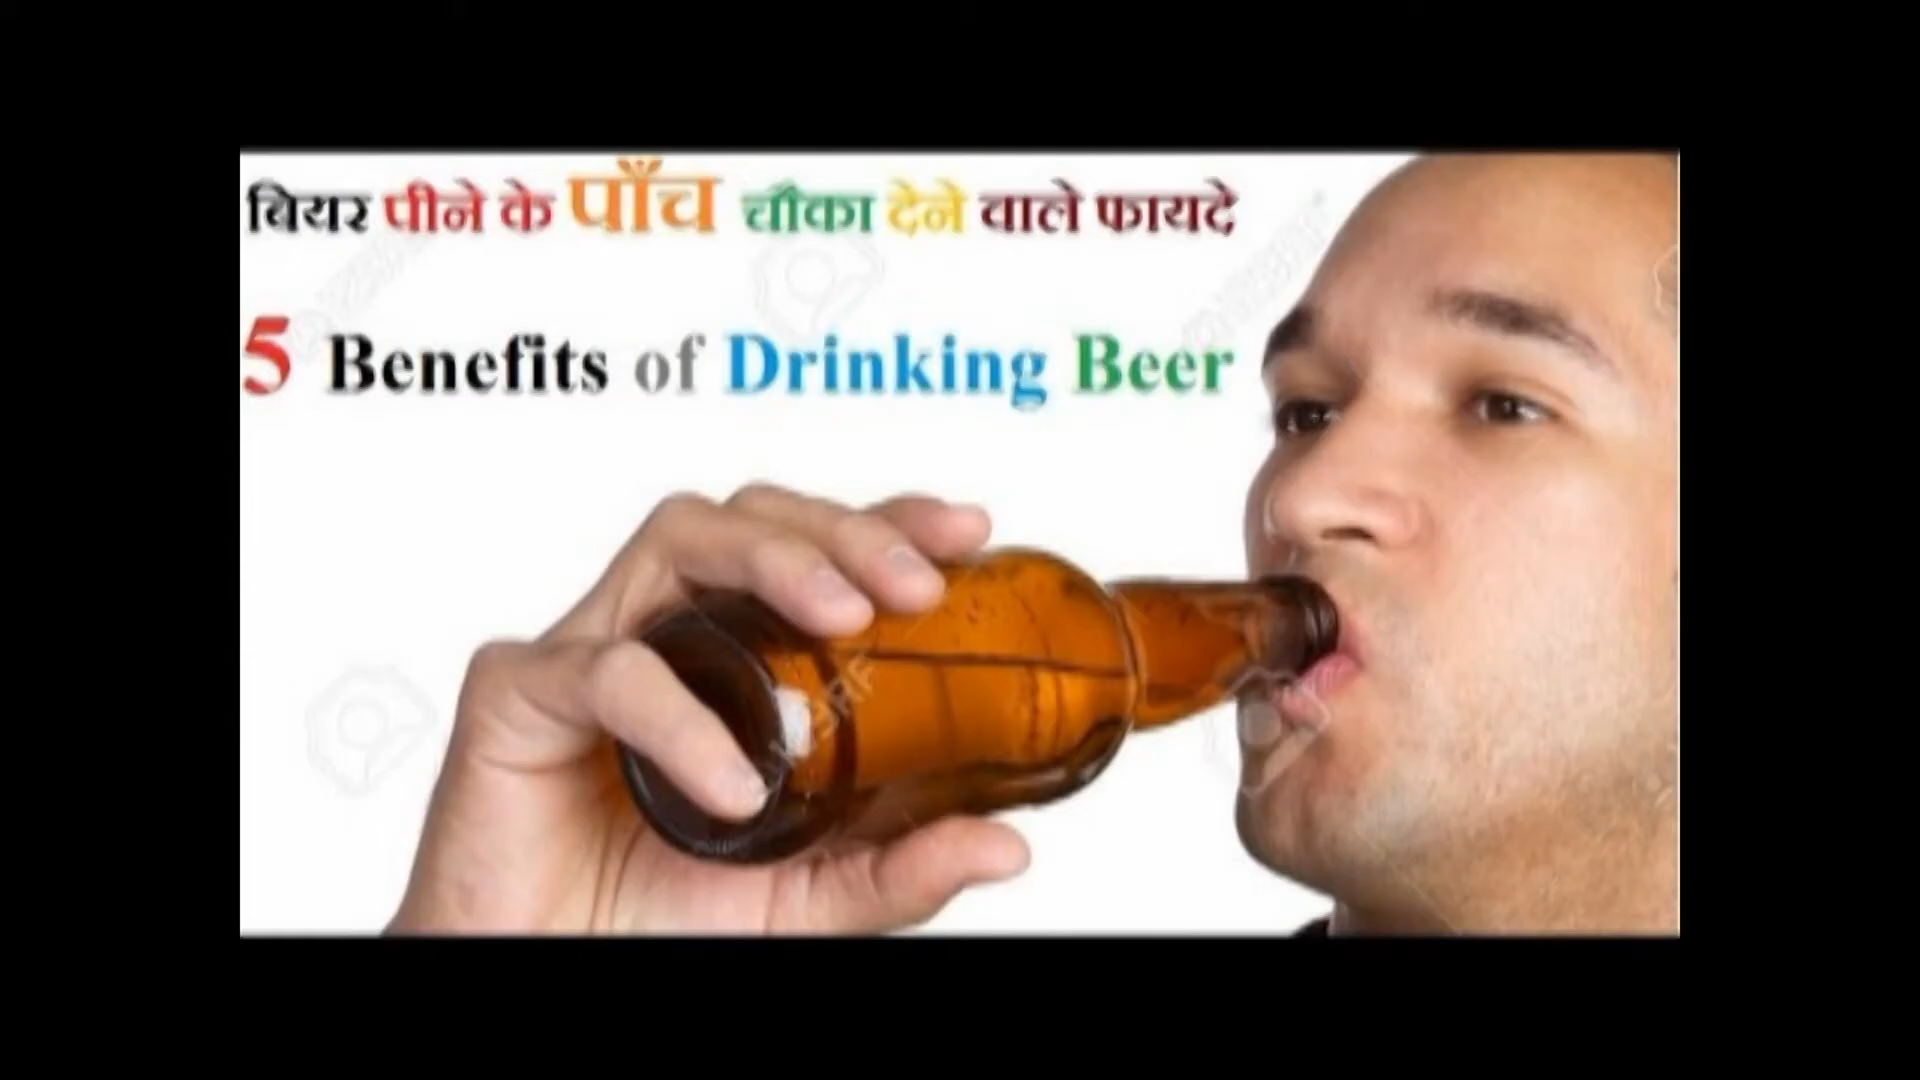 बियर पीने के पाँच चौका देने वाले फायदे
5 Benefits of Drinking Beer